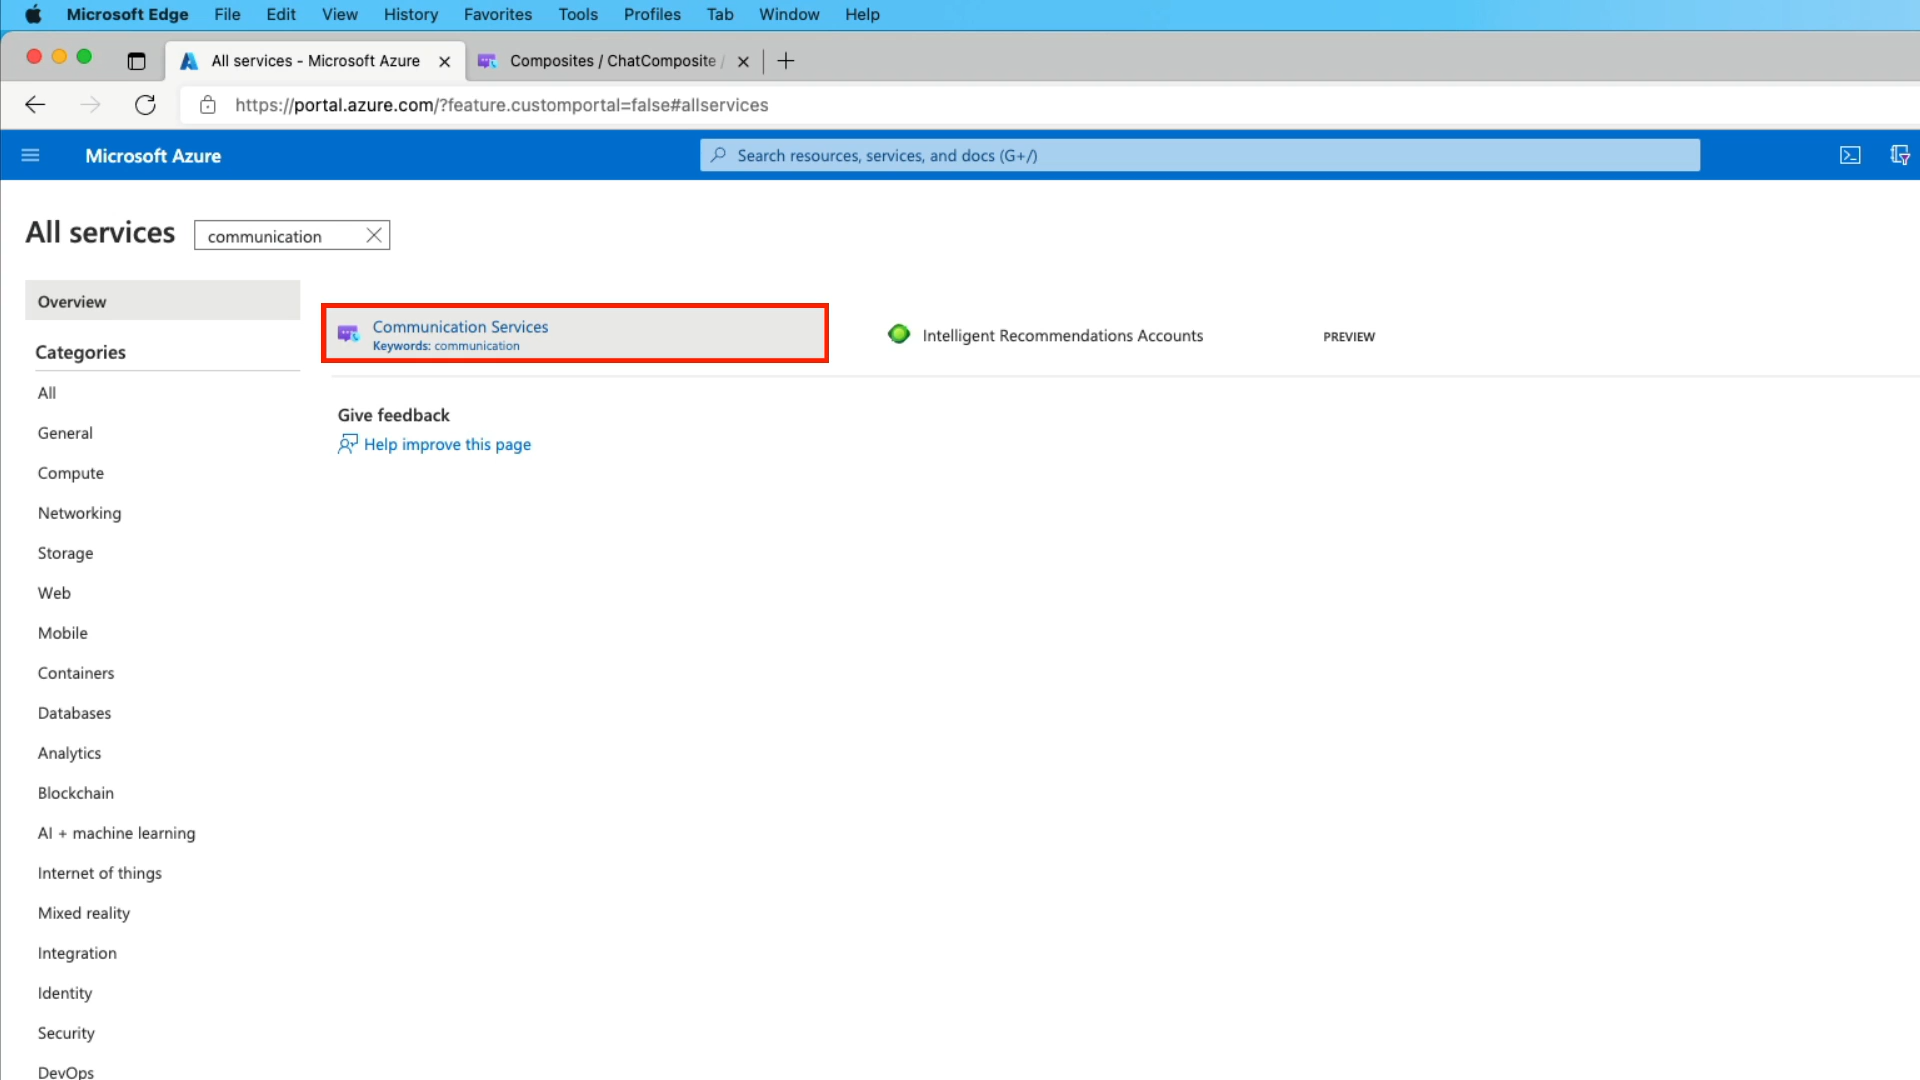 Microsoft Edge File Edit View History Favorites Tools Profiles Tab Window Help
All services - Microsoft Azure Composites / ChatComposite /
https://portal.azure.com/?feature.customportal=false#allservices
Microsoft Azure Search resources, services, and docs (G+/)
All services communication
Overview
Communication Services
Keywords: communication
Intelligent Recommendations Accounts PREVIEW
Categories
Give feedback
Help improve this page
All
General
Compute
Networking
Storage
Web
Mobile
Containers
Databases
Analytics
Blockchain
AI + machine learning
Internet of things
Mixed reality
Integration
Identity
Security
DevOps